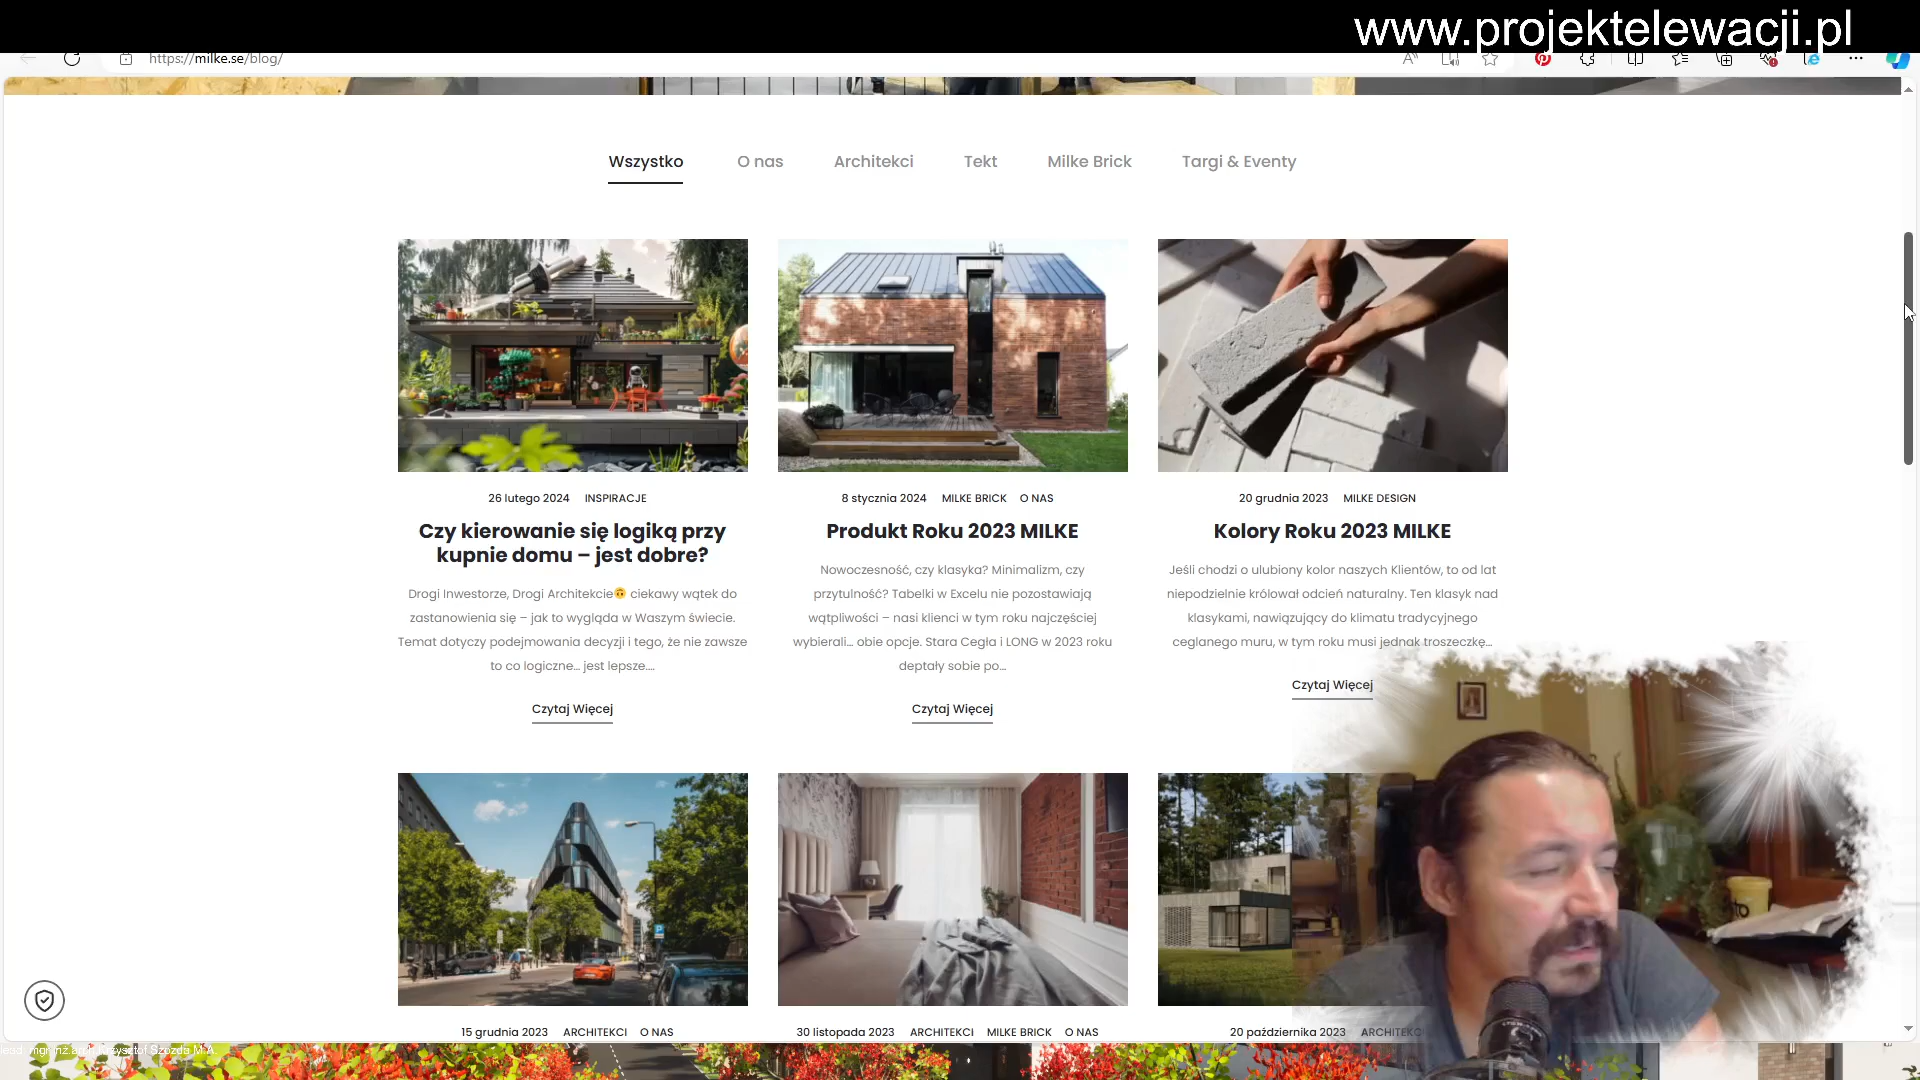 www.projektelewacji.pl
https://milke.se/blog/
Wszystko O nas Architekci Tekt Milke Brick Targi & Eventy
26 lutego 2024 INSPIRACJE
Czy kierowanie się logiką przy
kupnie domu – jest dobre?
Drogi Inwestorze, Drogi Architekcie🙃 ciekawy wątek do
zastanowienia się – jak to wygląda w Waszym świecie.
Temat dotyczy podejmowania decyzji i tego, że nie zawsze
to co logiczne… jest lepsze.…
Czytaj Więcej
8 stycznia 2024 MILKE BRICK O NAS
Produkt Roku 2023 MILKE
Nowoczesność, czy klasyka? Minimalizm, czy
przytulność? Tabelki w Excelu nie pozostawiają
wątpliwości – nasi klienci w tym roku najczęściej
wybierali… obie opcje. Stara Cegła i LONG w 2023 roku
deptały sobie po…
Czytaj Więcej
20 grudnia 2023 MILKE DESIGN
Kolory Roku 2023 MILKE
Jeśli chodzi o ulubiony kolor naszych Klientów, to od lat
niepodzielnie królował odcień naturalny. Ten klasyk nad
klasykami, nawiązujący do klimatu tradycyjnego
ceglanego muru, w tym roku musi jednak troszeczkę…
Czytaj Więcej
15 grudnia 2023 ARCHITEKCI O NAS
30 listopada 2023 ARCHITEKCI MILKE BRICK O NAS
20 października 2023